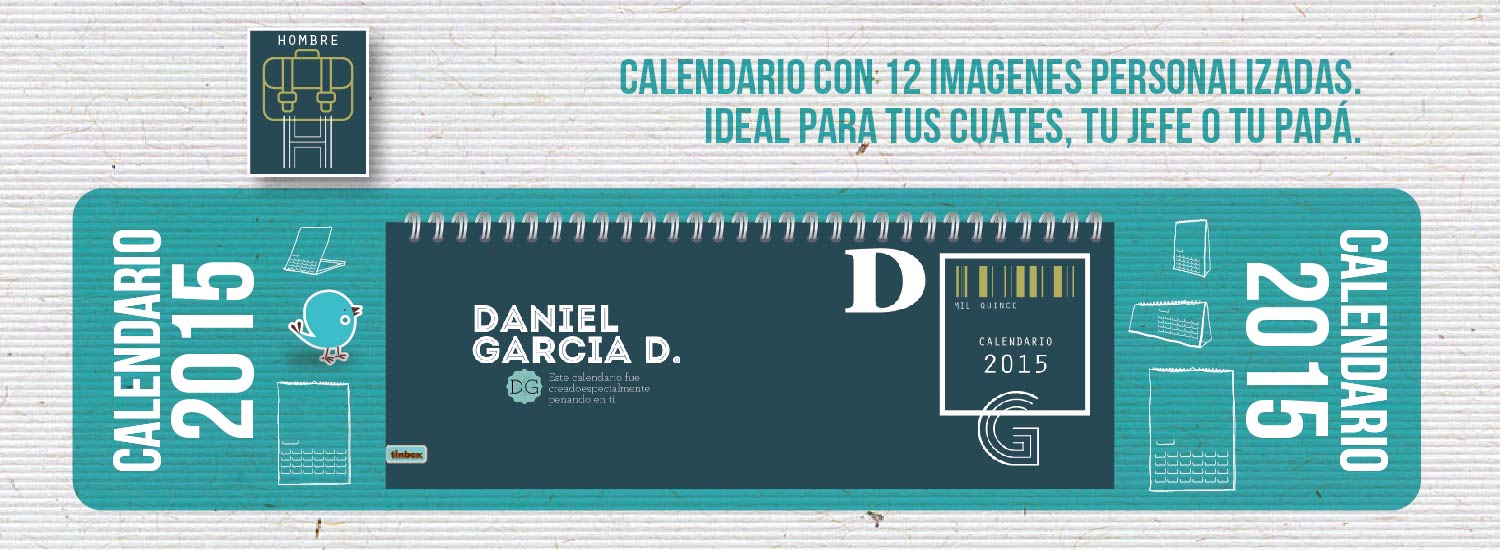 HOMBRE
CALENDARIO CON 12 IMAGENES PERSONALIZADAS.
IDEAL PARA TUS CUATES, TU JEFE O TU PAPÁ.
CALENDARIO
2015
DANIEL
GARCIA D.
DG
Este calendario fue
creadoespecialmente
penando en ti
tinbox
D
MIL QUINCE
CALENDARIO
2015
G
CALENDARIO
2015